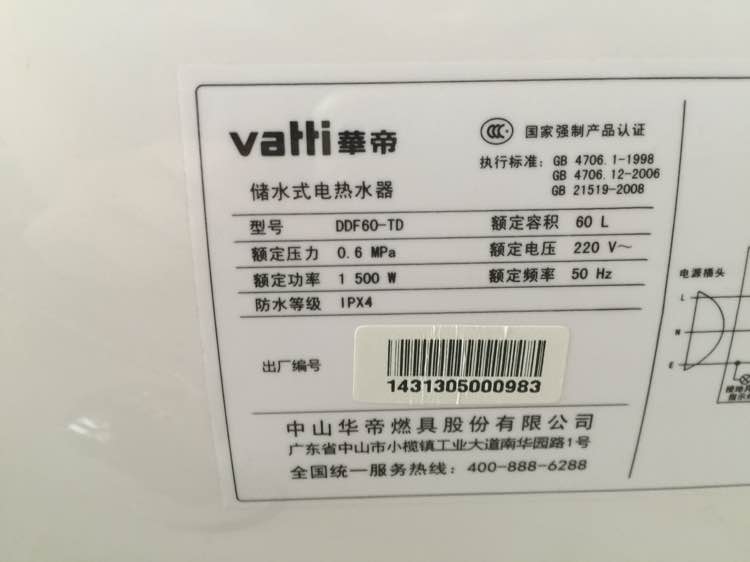 vatti華帝
国家强制产品认证
执行标准: GB 4706.1-1998
GB 4706.12-2006
GB 21519-2008
储水式电热水器
型号 DDF60-TD 额定容积 60 L
额定压力 0.6 MPa 额定电压 220 V~
额定功率 1 500 W 额定频率 50 Hz
防水等级 IPX4
出厂编号 1431305000983
中山华帝燃具股份有限公司
广东省中山市小榄镇工业大道南华园路1号
全国统一服务热线: 400-888-6288
电源插头
L
N
E